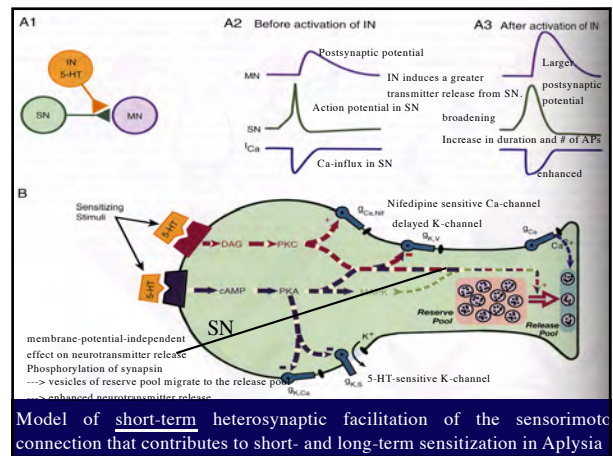 A1
IN
5-HT
SN
MN
A2 Before activation of IN
Postsynaptic potential
MN
IN induces a greater
transmitter release from SN.
Action potential in SN
SN
ICa
Ca-influx in SN
A3 After activation of IN
Larger
postsynaptic
potential
broadening
Increase in duration and # of APs
enhanced
B
Sensitizing
Stimuli
5-HT
DAG
PKC
gCa,Nif
Nifedipine sensitive Ca-channel
delayed K-channel
gK,V
gCa
Ca2+
5-HT
cAMP
PKA
MAPK
Reserve
Pool
Release
Pool
SN
membrane-potential-independent
effect on neurotransmitter release
Phosphorylation of synapsin
---> vesicles of reserve pool migrate to the release pool
---> enhanced neurotransmitter release
K+
gK,S
5-HT-sensitive K-channel
gK,Ca
Model of short-term heterosynaptic facilitation of the sensorimoto
connection that contributes to short- and long-term sensitization in Aplysia